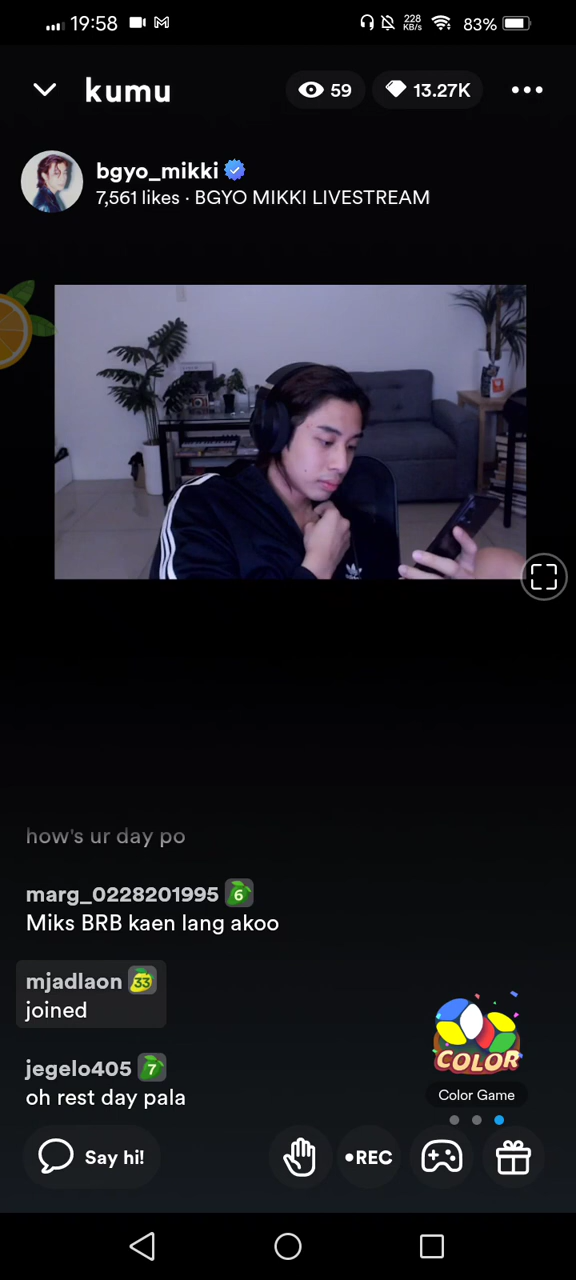 19:58
228
KB/s
83%
kumu
59
13.27K
bgyo_mikki
7,561 likes · BGYO MIKKI LIVESTREAM
how's ur day po
marg_0228201995 6
Miks BRB kaen lang akoo
mjadlaon 33
joined
jegelo405 7
oh rest day pala
COLOR
Color Game
Say hi!
•REC